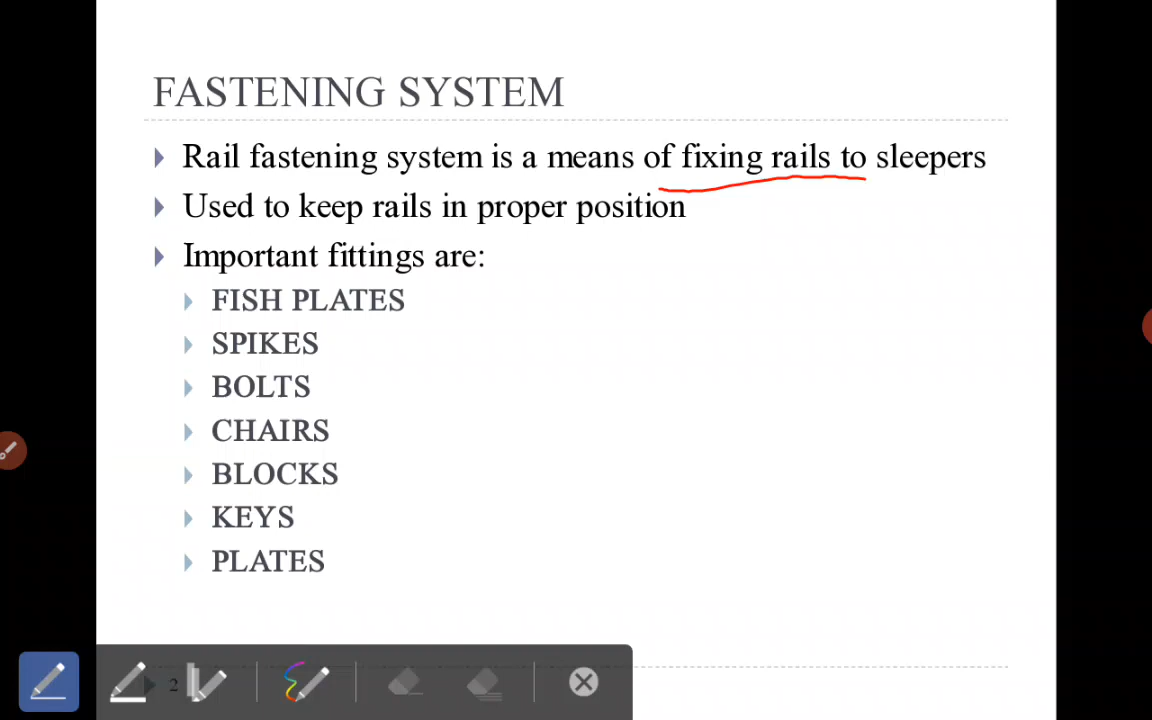 FASTENING SYSTEM
Rail fastening system is a means of fixing rails to sleepers
Used to keep rails in proper position
Important fittings are:
FISH PLATES
SPIKES
BOLTS
CHAIRS
BLOCKS
KEYS
PLATES
2